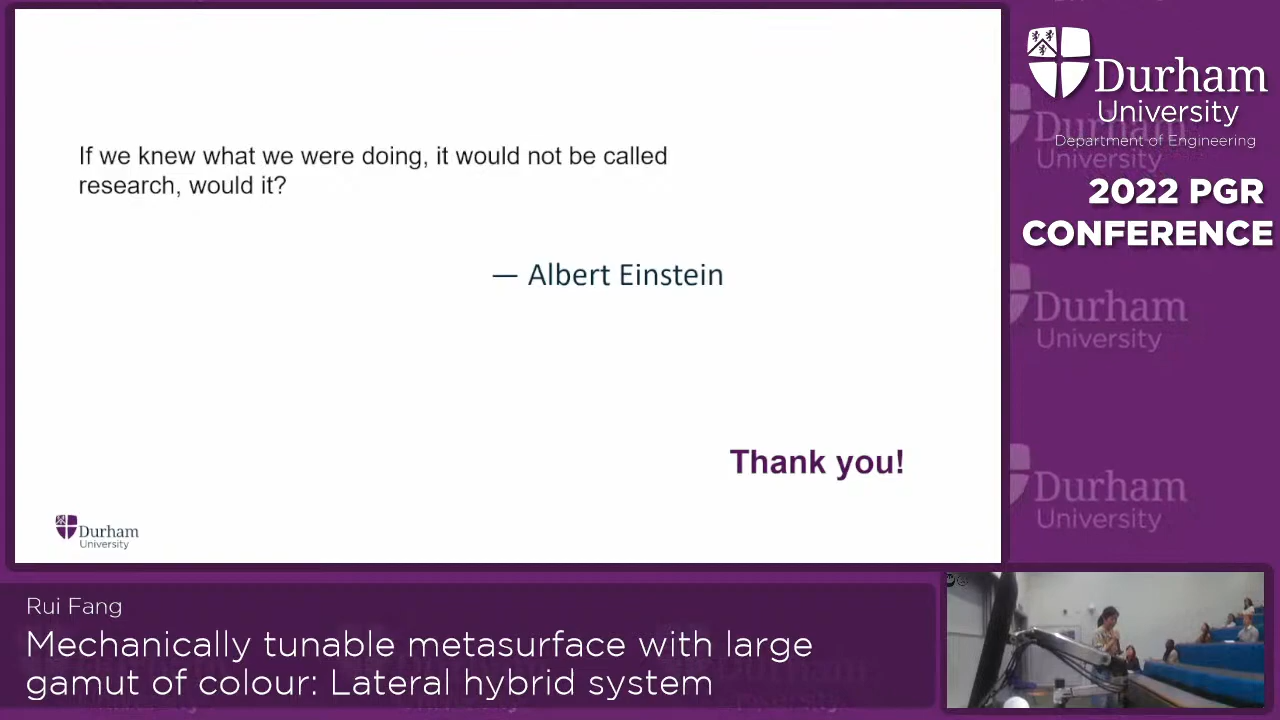 If we knew what we were doing, it would not be called
research, would it?
— Albert Einstein
Thank you!
Durham
University
Durham
University
Department of Engineering
2022 PGR
CONFERENCE
Durham
University
Durham
University
Durham
University
Rui Fang
Mechanically tunable metasurface with large
gamut of colour: Lateral hybrid system